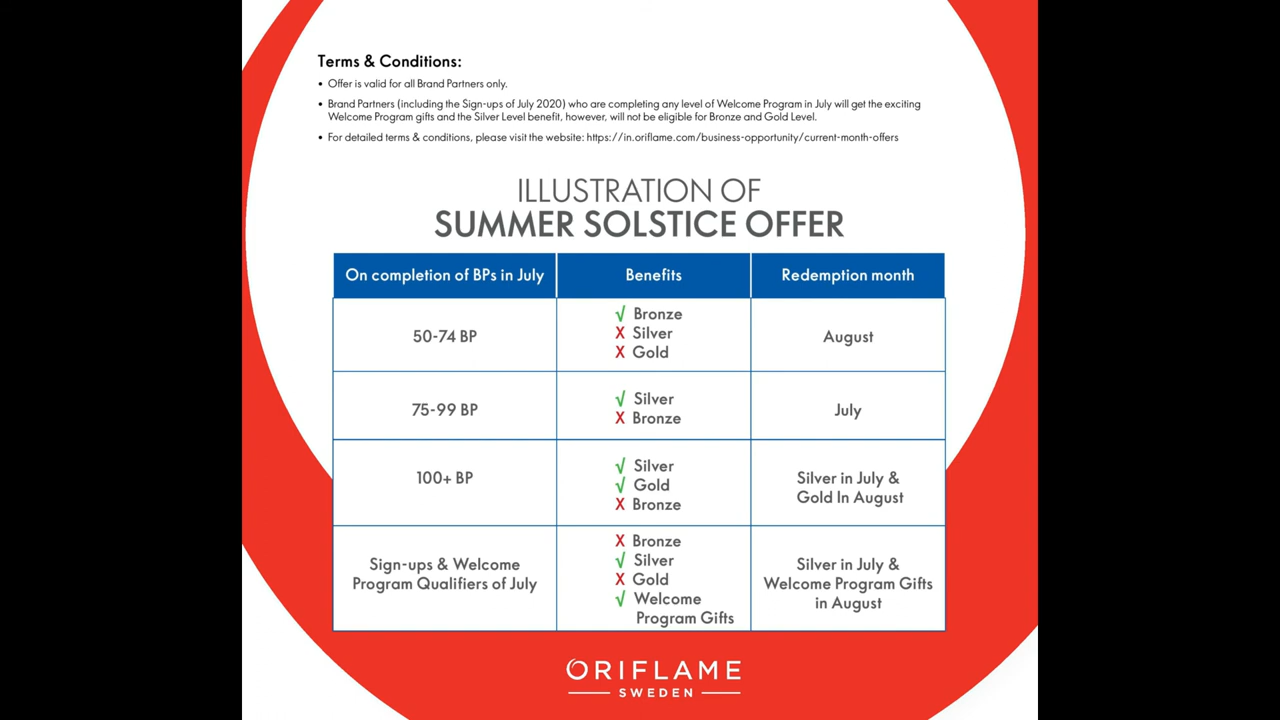 Terms & Conditions:
• Offer is valid for all Brand Partners only.
• Brand Partners (including the Sign-ups of July 2020) who are completing any level of Welcome Program in July will get the exciting
Welcome Program gifts and the Silver Level benefit, however, will not be eligible for Bronze and Gold Level.
• For detailed terms & conditions, please visit the website: https://in.oriflame.com/business-opportunity/current-month-offers
ILLUSTRATION OF
SUMMER SOLSTICE OFFER
On completion of BPs in July
Benefits
Redemption month
50-74 BP
√ Bronze
X Silver
X Gold
August
75-99 BP
√ Silver
X Bronze
July
100+ BP
√ Silver
√ Gold
X Bronze
Silver in July &
Gold In August
Sign-ups & Welcome
Program Qualifiers of July
X Bronze
√ Silver
X Gold
√ Welcome
Program Gifts
Silver in July &
Welcome Program Gifts
in August
ORIFLAME
SWEDEN